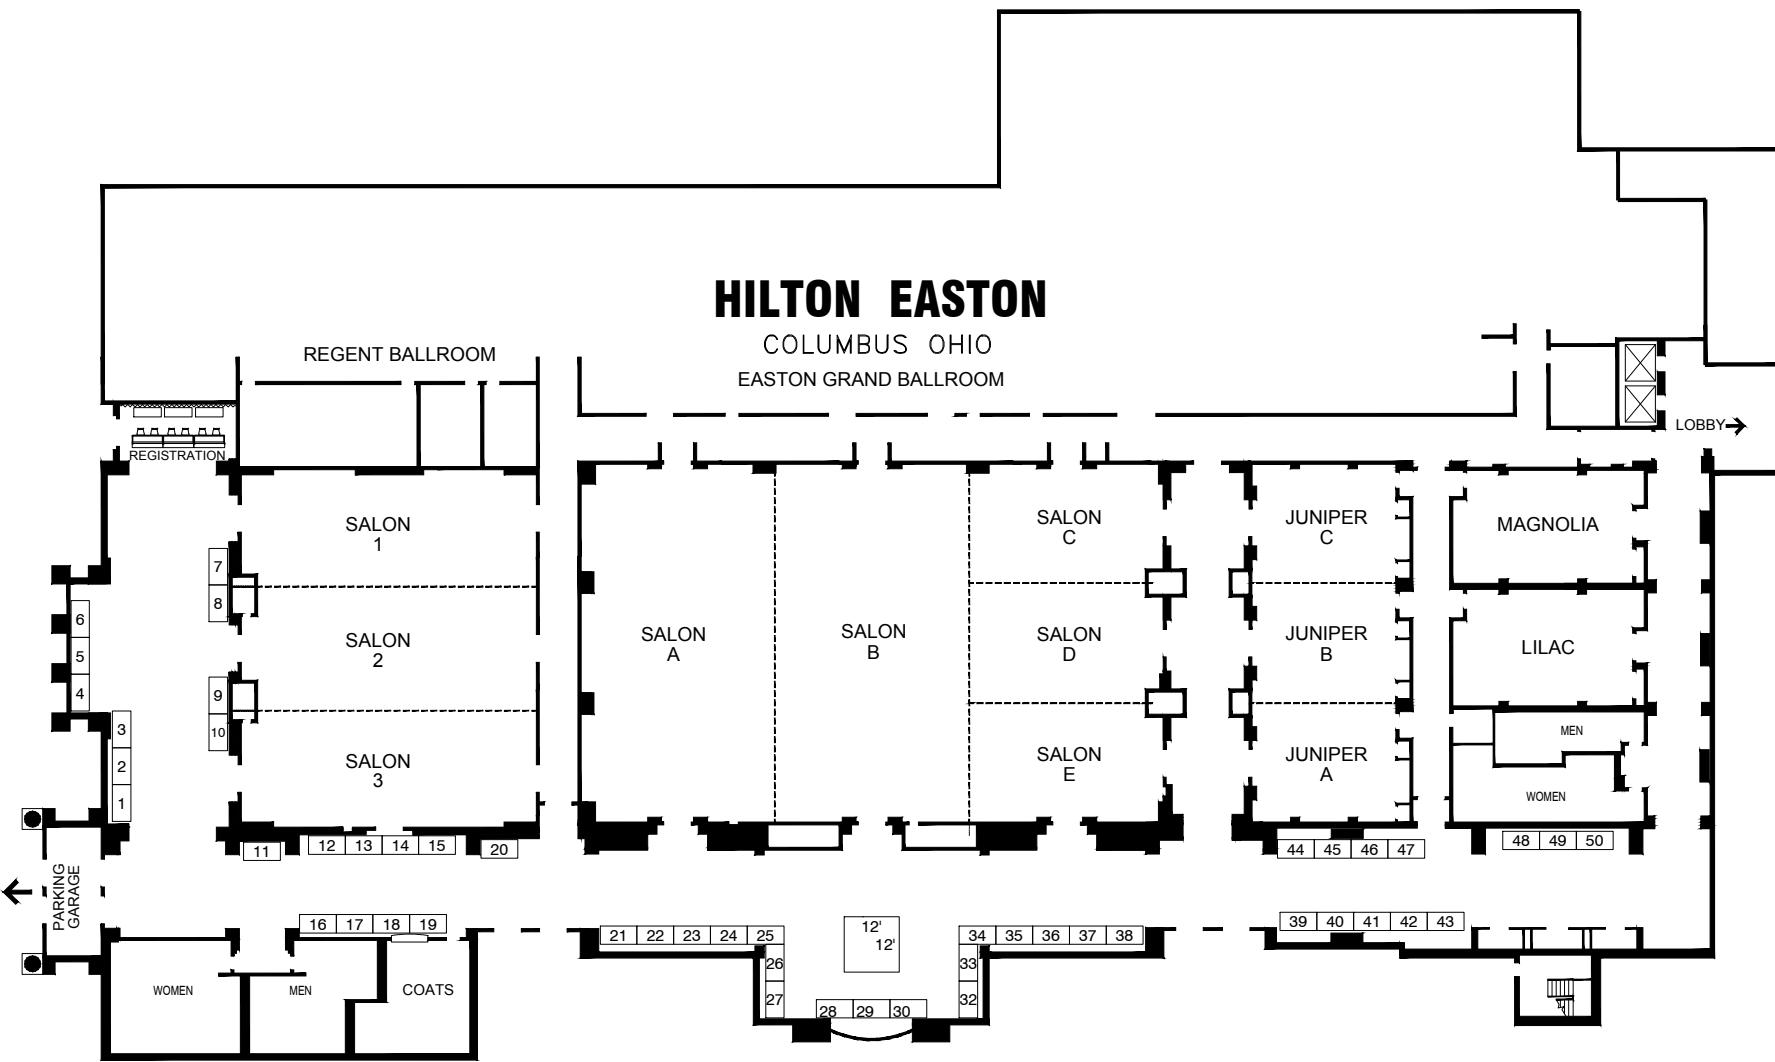 HILTON EASTON
COLUMBUS OHIO
EASTON GRAND BALLROOM
REGENT BALLROOM
LOBBY
REGISTRATION
SALON
1
SALON
2
SALON
3
SALON
A
SALON
B
SALON
C
SALON
D
SALON
E
JUNIPER
C
JUNIPER
B
JUNIPER
A
MAGNOLIA
LILAC
MEN
WOMEN
7
8
9
10
6
5
4
3
2
1
PARKING
GARAGE
11
12 13 14 15
20
44 45 46 47
48 49 50
16 17 18 19
21 22 23 24 25
26
27
28 29 30
12'
12'
34 35 36 37 38
33
32
39 40 41 42 43
WOMEN
MEN
COATS